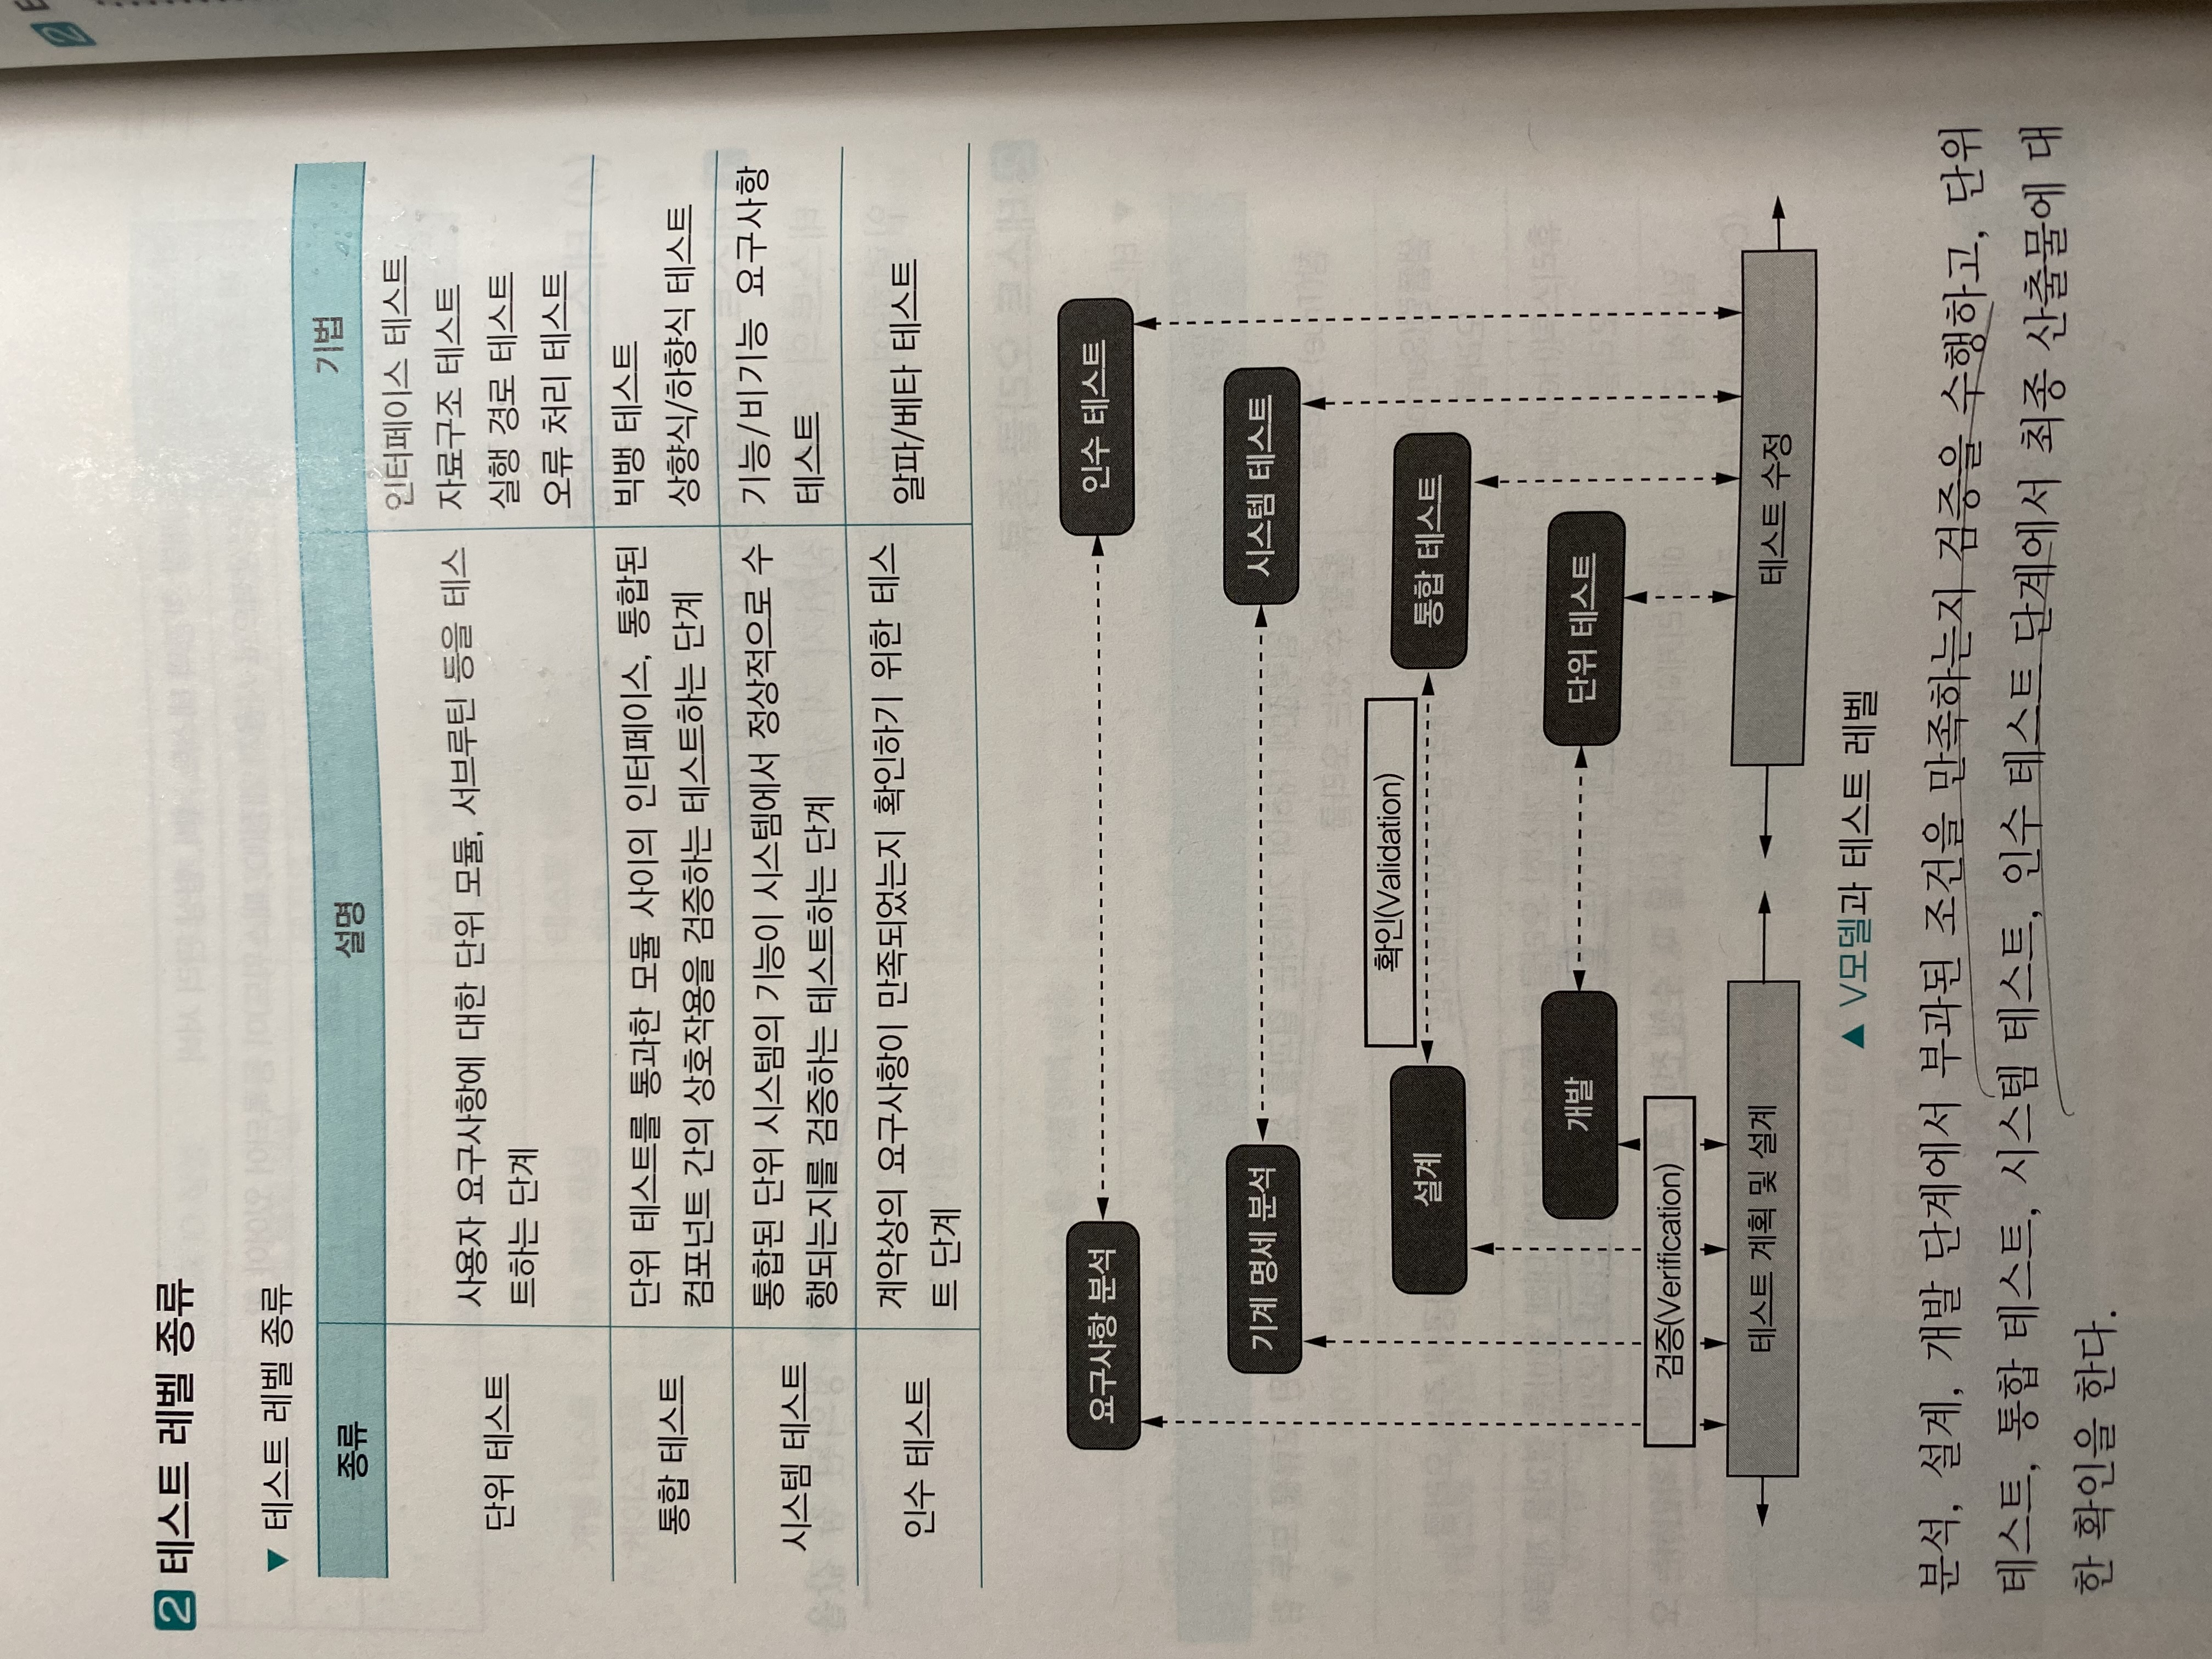 2 테스트 레벨 종류
▼ 테스트 레벨 종류
종류 설명 기법
단위 테스트
사용자 요구사항에 대한 단위 모듈, 서브루틴 등을 테스
트하는 단계
인터페이스 테스트
자료구조 테스트
실행 경로 테스트
오류 처리 테스트
통합 테스트
단위 테스트를 통과한 모듈 사이의 인터페이스, 통합된
컴포넌트 간의 상호작용을 검증하는 테스트하는 단계
빅뱅 테스트
상향식/하향식 테스트
시스템 테스트
통합된 단위 시스템의 기능이 시스템에서 정상적으로 수
행되는지를 검증하는 테스트하는 단계
기능/비기능 요구사항
테스트
인수 테스트
계약상의 요구사항이 만족되었는지 확인하기 위한 테스
트 단계
알파/베타 테스트
요구사항 분석
인수 테스트
기계 명세 분석
시스템 테스트
확인(Validation)
설계
통합 테스트
개발
단위 테스트
검증(Verification)
테스트 계획 및 설계
테스트 수정
▲ V모델과 테스트 레벨
분석, 설계, 개발 단계에서 부과된 조건을 만족하는지 검증을 수행하고, 단위
테스트, 통합 테스트, 시스템 테스트, 인수 테스트 단계에서 최종 산출물에 대
한 확인을 한다.
2